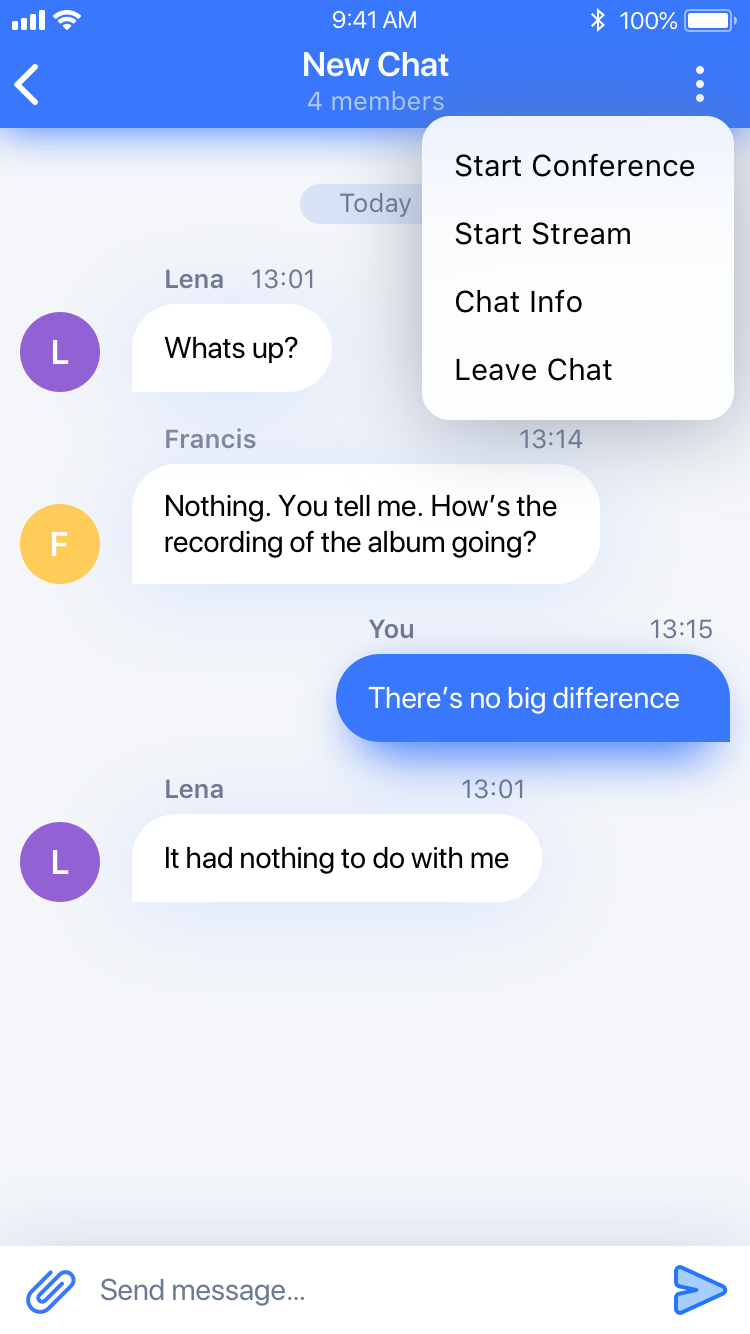 9:41 AM
100%
New Chat
4 members
Start Conference
Start Stream
Chat Info
Leave Chat
Today
Lena 13:01
L
Whats up?
Francis 13:14
F
Nothing. You tell me. How’s the
recording of the album going?
You 13:15
There’s no big difference
Lena 13:01
L
It had nothing to do with me
Send message...